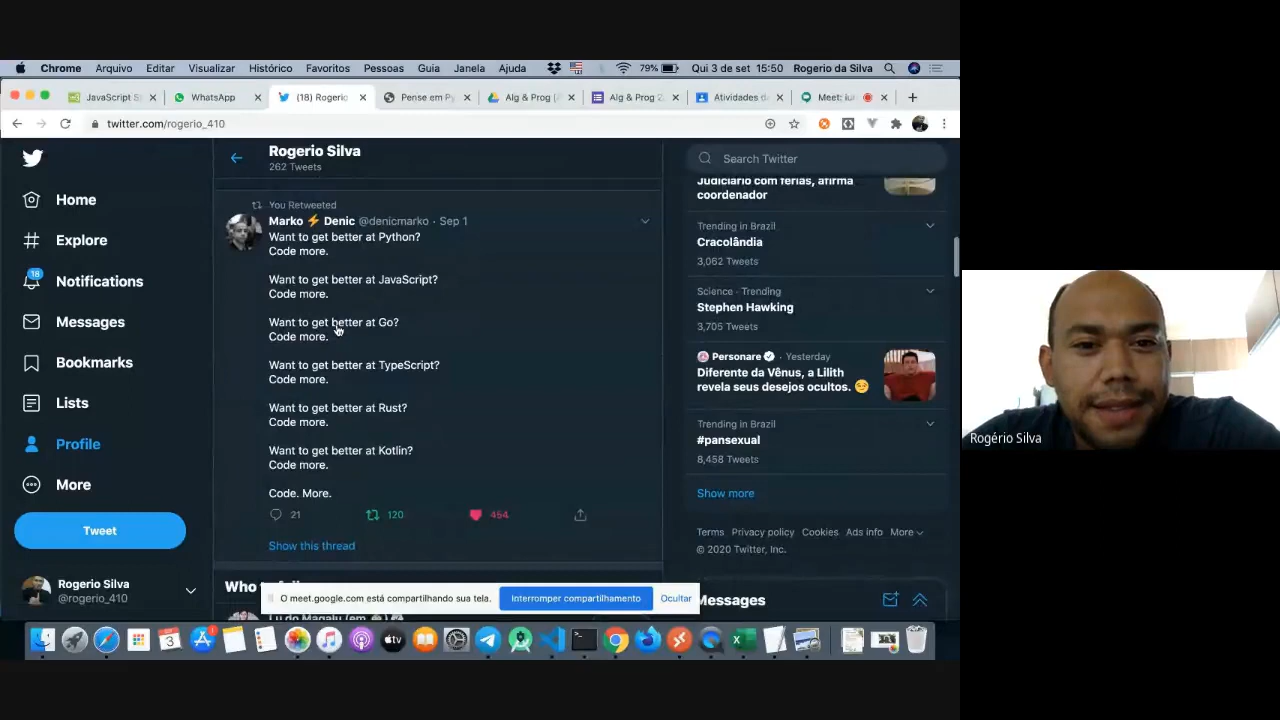 Chrome Arquivo Editar Visualizar Histórico Favoritos Pessoas Guia Janela Ajuda 79% Qui 3 de set 15:50 Rogerio da Silva
JavaScript S WhatsApp (18) Rogerio Pense em Py Alg & Prog Alg & Prog 2 Atividades da Meet:
twitter.com/rogerio_410
Home
Explore
18
Notifications
Messages
Bookmarks
Lists
Profile
More
Tweet
Rogerio Silva
@rogerio_410
Rogerio Silva
262 Tweets
You Retweeted
Marko ⚡ Denic @denicmarko · Sep 1
Want to get better at Python?
Code more.
Want to get better at JavaScript?
Code more.
Want to get better at Go?
Code more.
Want to get better at TypeScript?
Code more.
Want to get better at Rust?
Code more.
Want to get better at Kotlin?
Code more.
Code. More.
21 120 454
Show this thread
Who to
O meet.google.com está compartilhando sua tela. Interromper compartilhamento Ocultar
Search Twitter
Judiciário com férias, afirma
coordenador
Trending in Brazil
Cracolândia
3,062 Tweets
Science · Trending
Stephen Hawking
3,705 Tweets
Personare · Yesterday
Diferente da Vênus, a Lilith
revela seus desejos ocultos. 😏
Trending in Brazil
#pansexual
8,458 Tweets
Show more
Terms Privacy policy Cookies Ads info More
© 2020 Twitter, Inc.
Messages
Rogério Silva